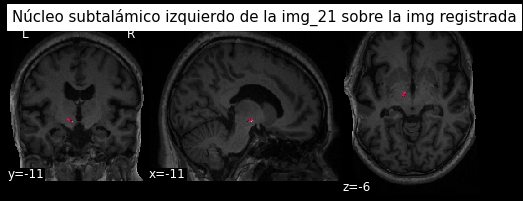 Núcleo subtalámico izquierdo de la img_21 sobre la img registrada
L R
y=-11 x=-11 z=-6